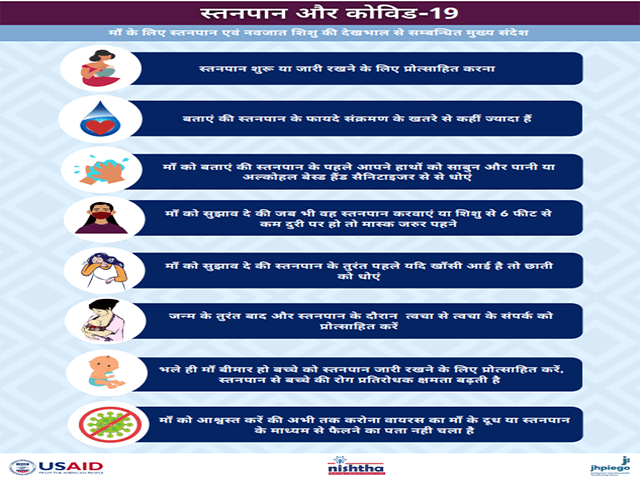 स्तनपान और कोविड-19
माँ के लिए स्तनपान एवं नवजात शिशु की देखभाल से सम्बन्धित मुख्य संदेश
स्तनपान शुरू या जारी रखने के लिए प्रोत्साहित करना
बताएं की स्तनपान के फायदे संक्रमण के खतरे से कहीं ज्यादा हैं
माँ को बताएं की स्तनपान के पहले आपने हाथों को साबुन और पानी या
अल्कोहल बेस्ड हैंड सैनिटाइजर से से धोएं
माँ को सुझाव दे की जब भी वह स्तनपान करवाएं या शिशु से 6 फीट से
कम दुरी पर हो तो मास्क जरुर पहने
माँ को सुझाव दे की स्तनपान के तुरंत पहले यदि खाँसी आई है तो छाती
को धोएं
जन्म के तुरंत बाद और स्तनपान के दौरान त्वचा से त्वचा के संपर्क को
प्रोत्साहित करें
भले ही माँ बीमार हो बच्चे को स्तनपान जारी रखने के लिए प्रोत्साहित करें.
स्तनपान से बच्चे की रोग प्रतिरोधक क्षमता बढ़ती है
माँ को आश्वस्त करें की अभी तक करोना वायरस का माँ के दूध या स्तनपान
के माध्यम से फैलने का पता नही चला है
USAID
FROM THE AMERICAN PEOPLE
nishtha
jhpiego